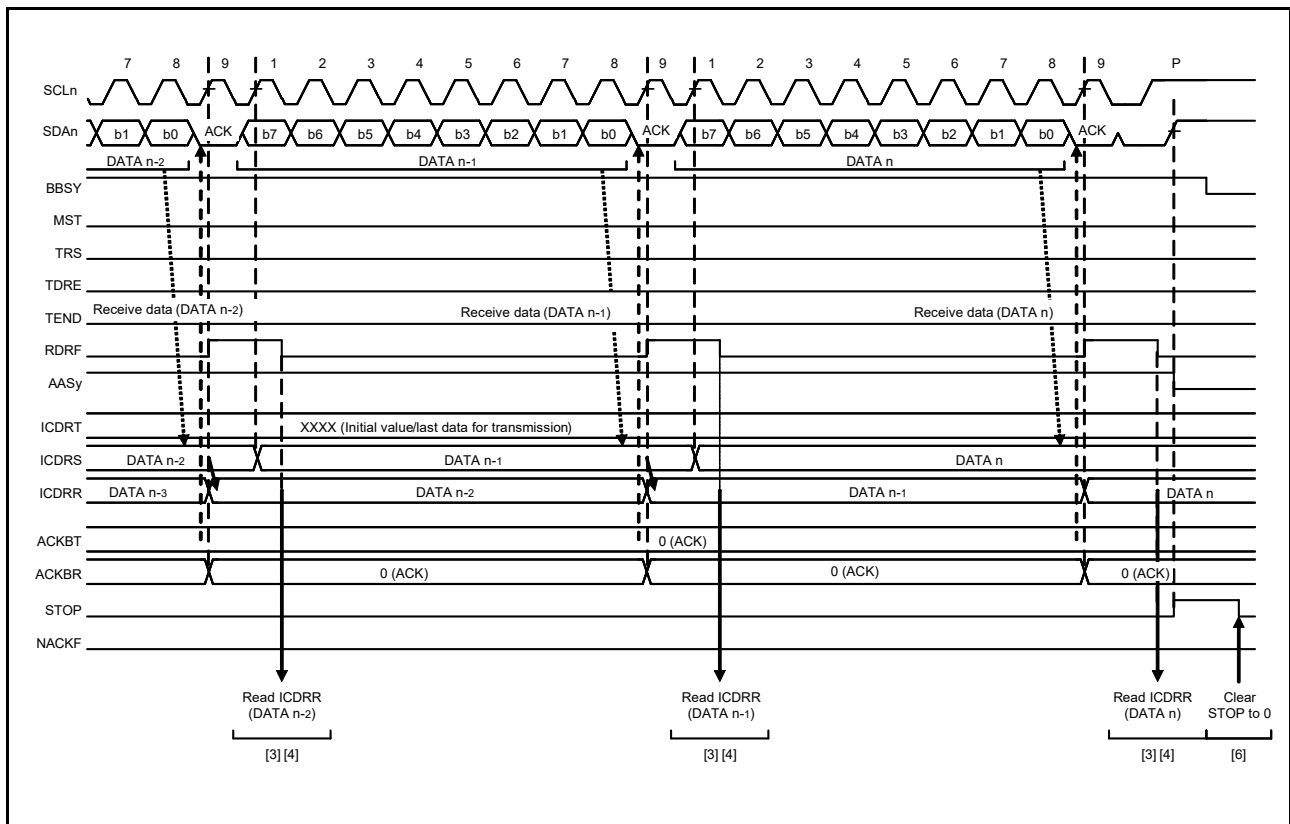 7 8 9 1 2 3 4 5 6 7 8 9 1 2 3 4 5 6 7 8 9 P
SCLn
SDAn b1 b0 ACK b7 b6 b5 b4 b3 b2 b1 b0 ACK b7 b6 b5 b4 b3 b2 b1 b0 ACK
DATA n-2 DATA n-1 DATA n
BBSY
MST
TRS
TDRE
Receive data (DATA n-2) Receive data (DATA n-1) Receive data (DATA n)
TEND
RDRF
AASy
ICDRT XXXX (Initial value/last data for transmission)
ICDRS DATA n-2 DATA n-1 DATA n
ICDRR DATA n-3 DATA n-2 DATA n-1 DATA n
ACKBT 0 (ACK)
ACKBR 0 (ACK) 0 (ACK) 0 (ACK)
STOP
NACKF
Read ICDRR Read ICDRR Read ICDRR Clear
(DATA n-2) (DATA n-1) (DATA n) STOP to 0
[3] [4] [3] [4] [3] [4] [6]